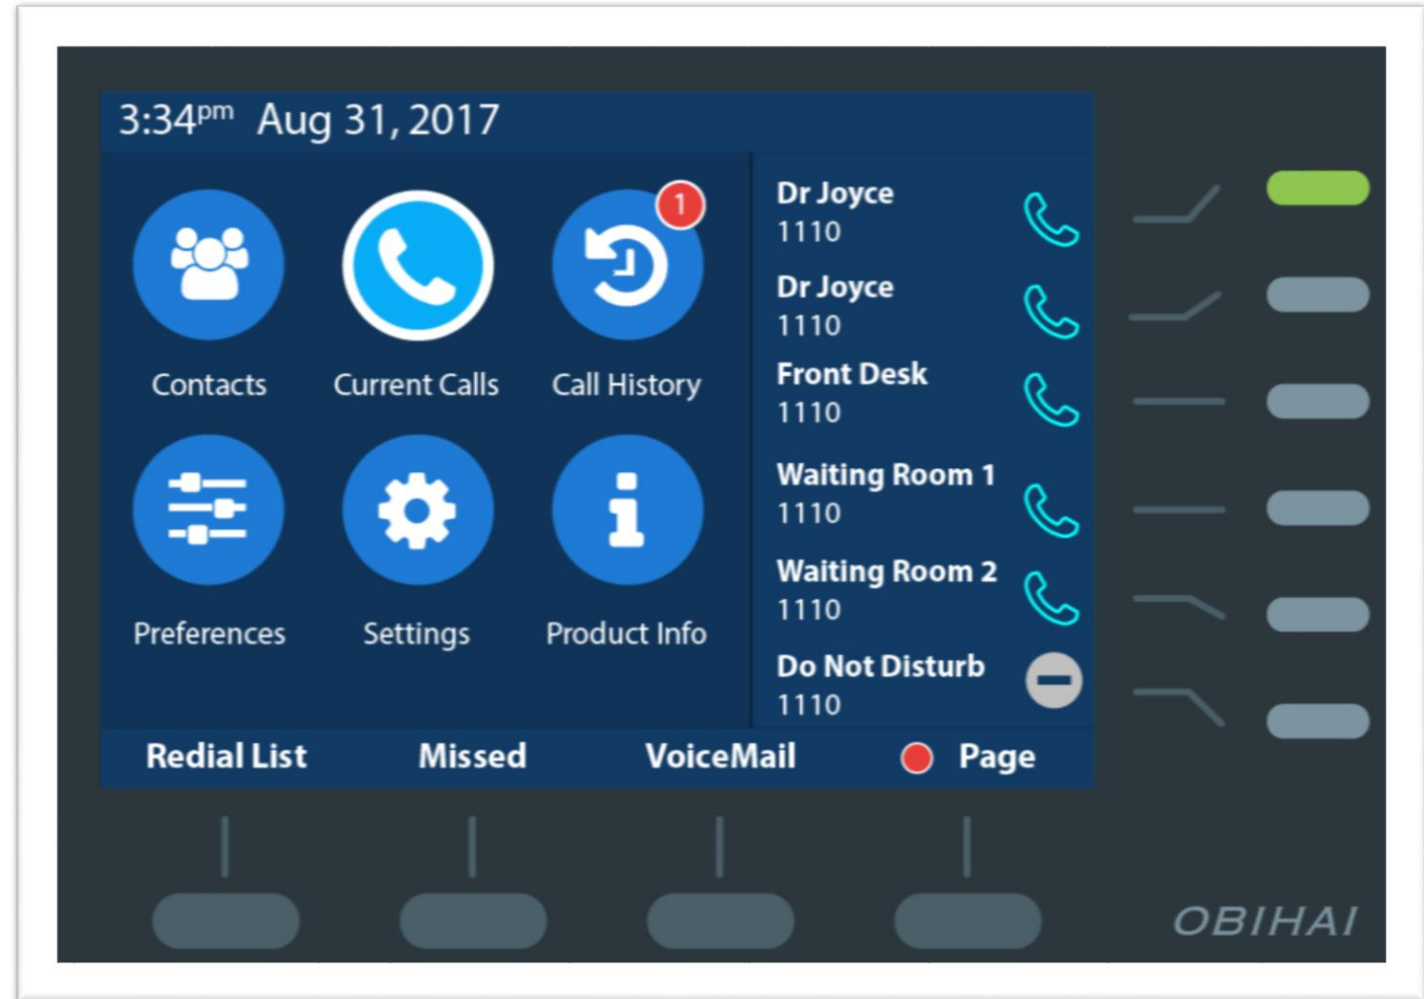 3:34pm Aug 31, 2017
1
Contacts
Current Calls
Call History
Preferences
Settings
Product Info
Dr Joyce
1110
Dr Joyce
1110
Front Desk
1110
Waiting Room 1
1110
Waiting Room 2
1110
Do Not Disturb
1110
Redial List
Missed
VoiceMail
Page
OBIHAI